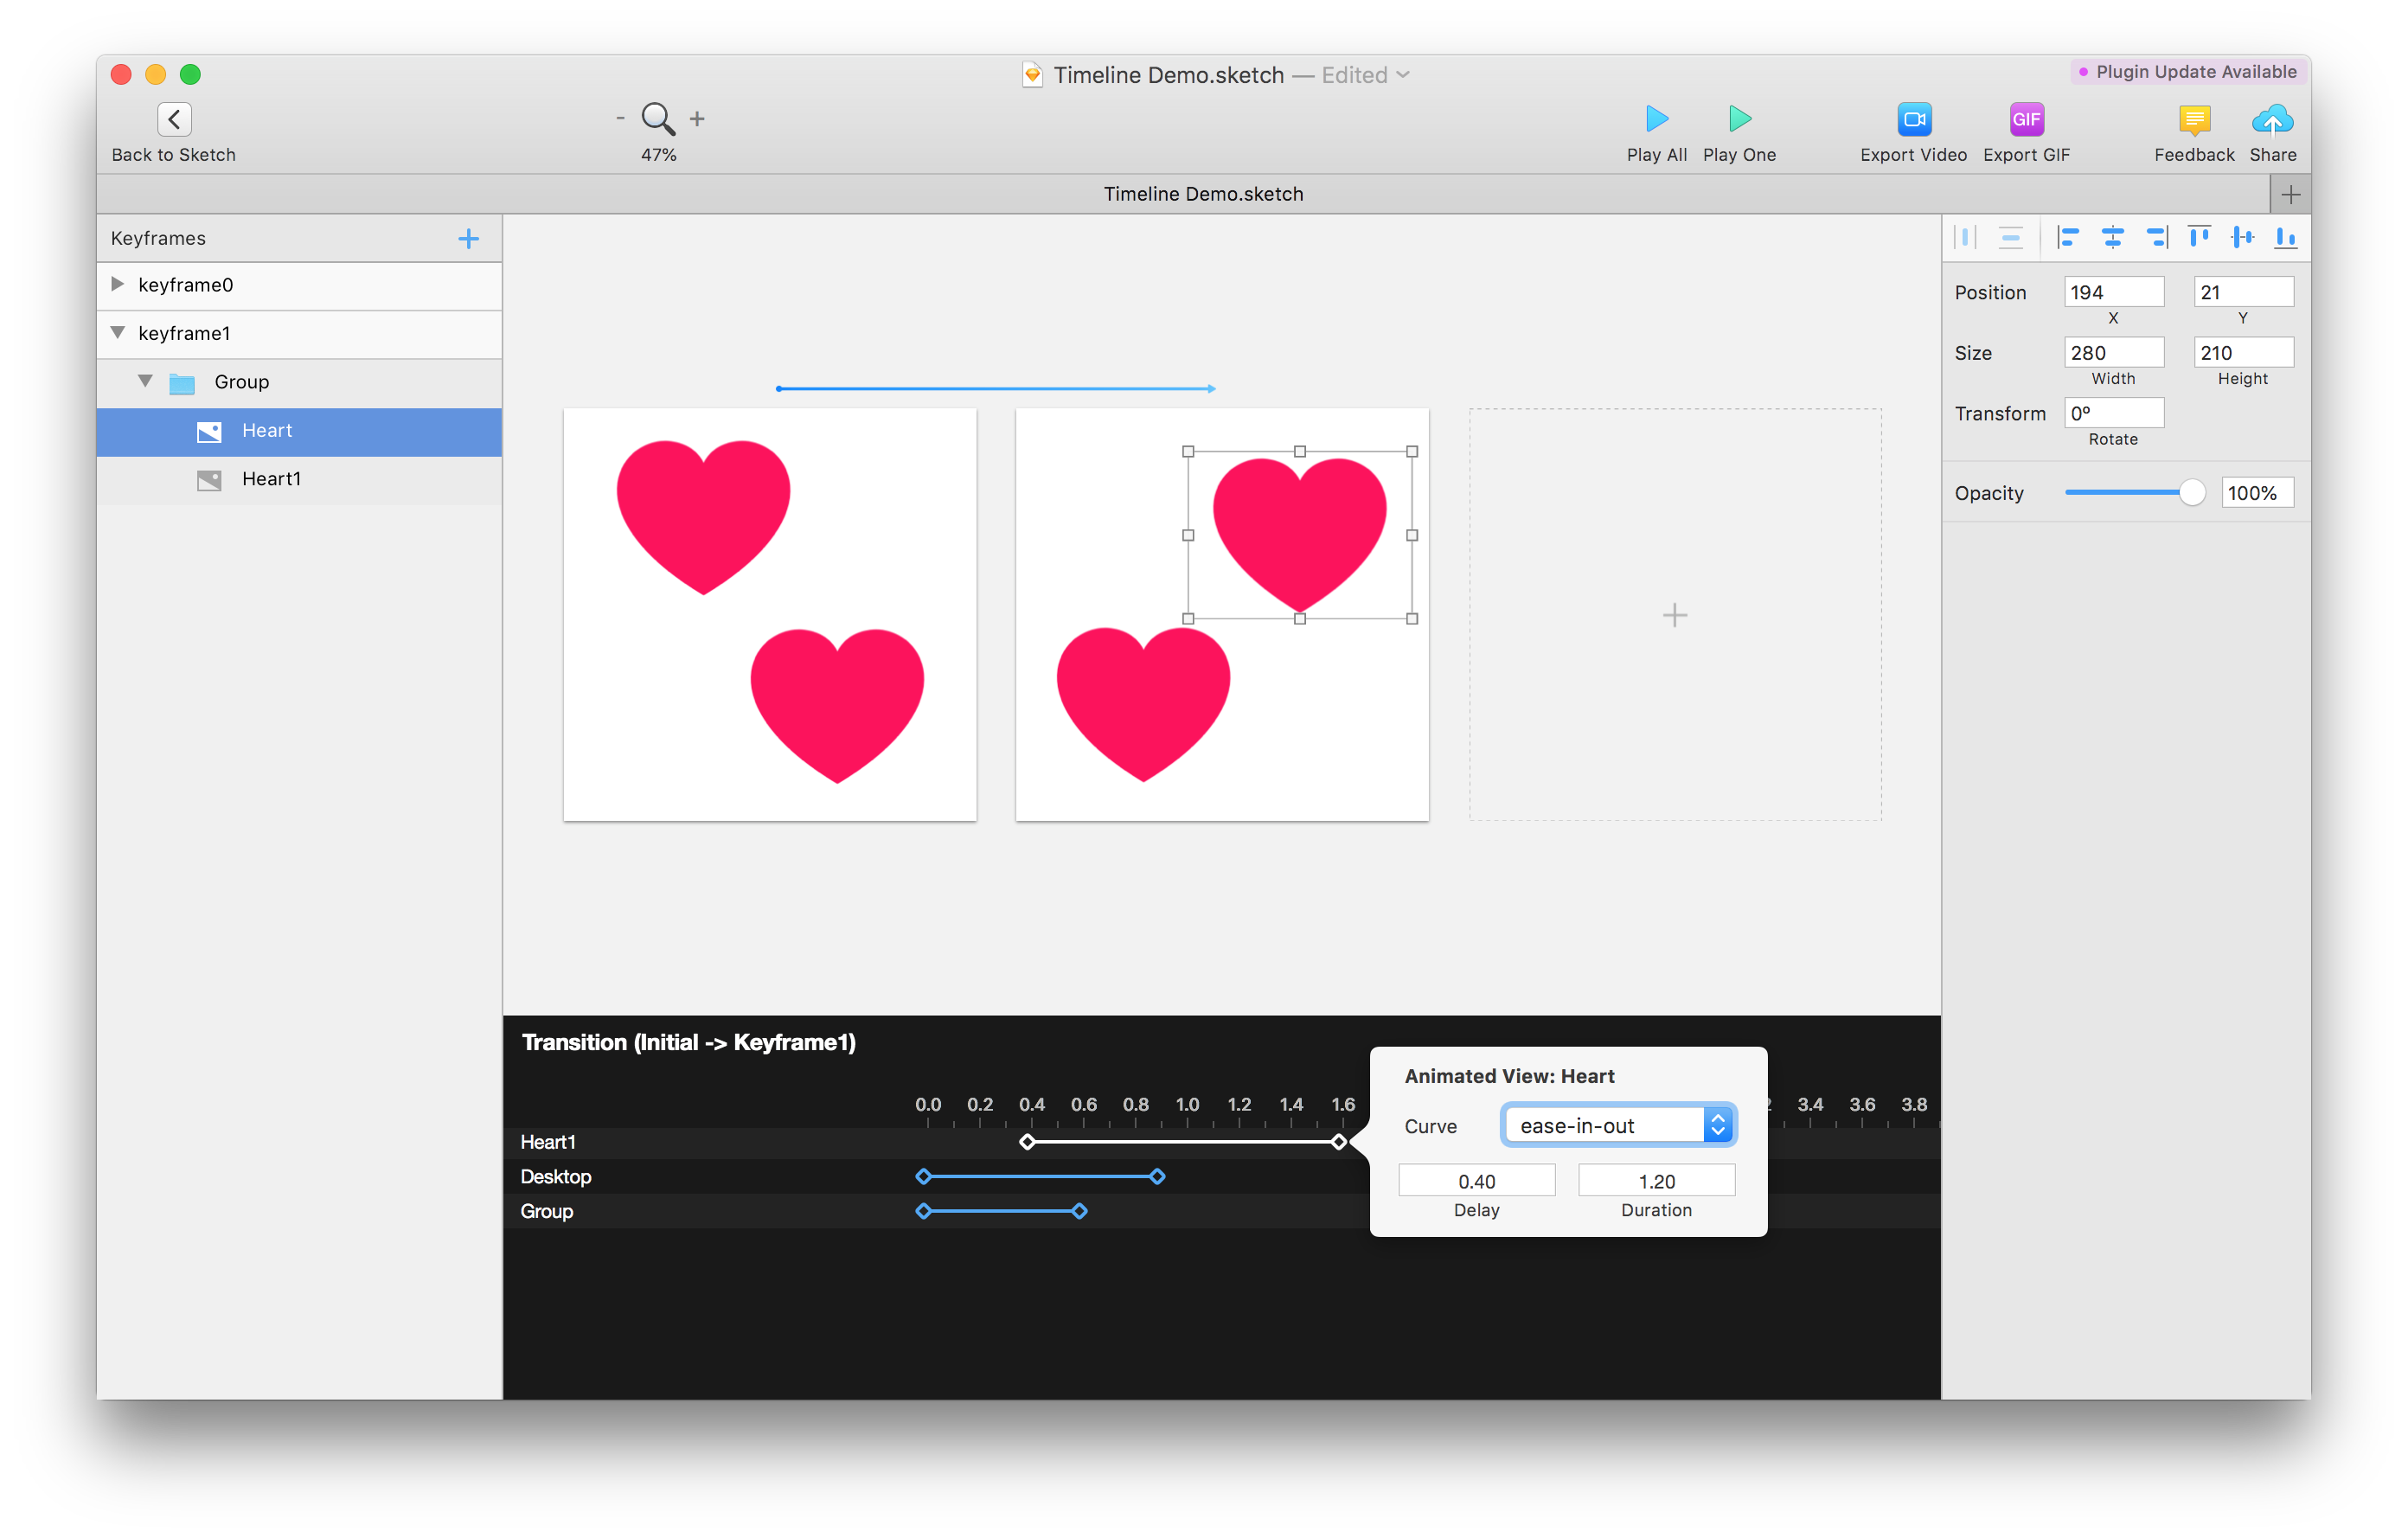 Timeline Demo.sketch — Edited
Plugin Update Available
Back to Sketch
- +
47%
Play All
Play One
Export Video
GIF
Export GIF
Feedback
Share
Timeline Demo.sketch
+
Keyframes +
keyframe0
keyframe1
Group
Heart
Heart1
Position 194 21
X Y
Size 280 210
Width Height
Transform 0º
Rotate
Opacity 100%
Transition (Initial -> Keyframe1)
0.0 0.2 0.4 0.6 0.8 1.0 1.2 1.4 1.6 3.4 3.6 3.8
Heart1
Desktop
Group
Animated View: Heart
Curve ease-in-out
0.40 1.20
Delay Duration